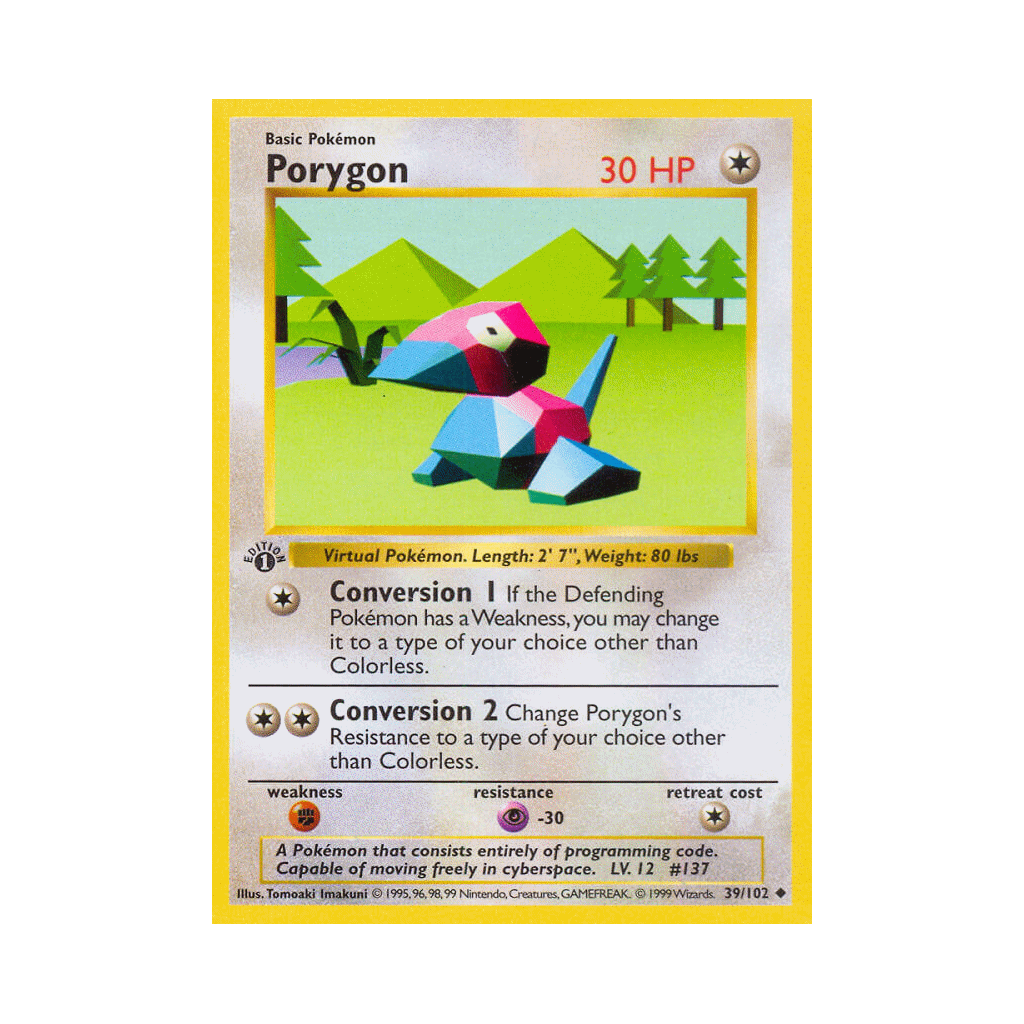 Basic Pokémon
Porygon 30 HP
EDITION 1
Virtual Pokémon. Length: 2' 7", Weight: 80 lbs
Conversion 1 If the Defending
Pokémon has a Weakness, you may change
it to a type of your choice other than
Colorless.
Conversion 2 Change Porygon's
Resistance to a type of your choice other
than Colorless.
weakness resistance retreat cost
-30
A Pokémon that consists entirely of programming code.
Capable of moving freely in cyberspace. LV. 12 #137
Illus. Tomoaki Imakuni © 1995, 96, 98, 99 Nintendo, Creatures, GAMEFREAK. © 1999 Wizards. 39/102